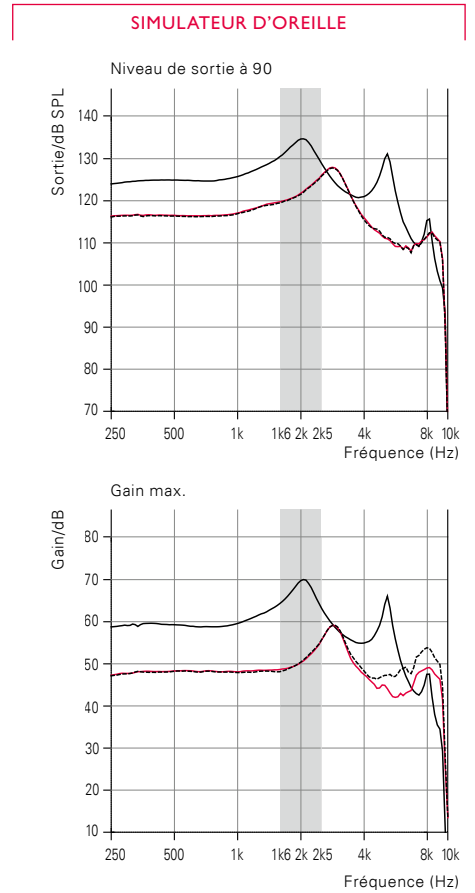 SIMULATEUR D'OREILLE
Niveau de sortie à 90
Sortie/dB SPL
140
130
120
110
100
90
80
70
250 500 1k 1k6 2k 2k5 4k 8k 10k
Fréquence (Hz)
Gain max.
Gain/dB
80
70
60
50
40
30
20
10
250 500 1k 1k6 2k 2k5 4k 8k 10k
Fréquence (Hz)